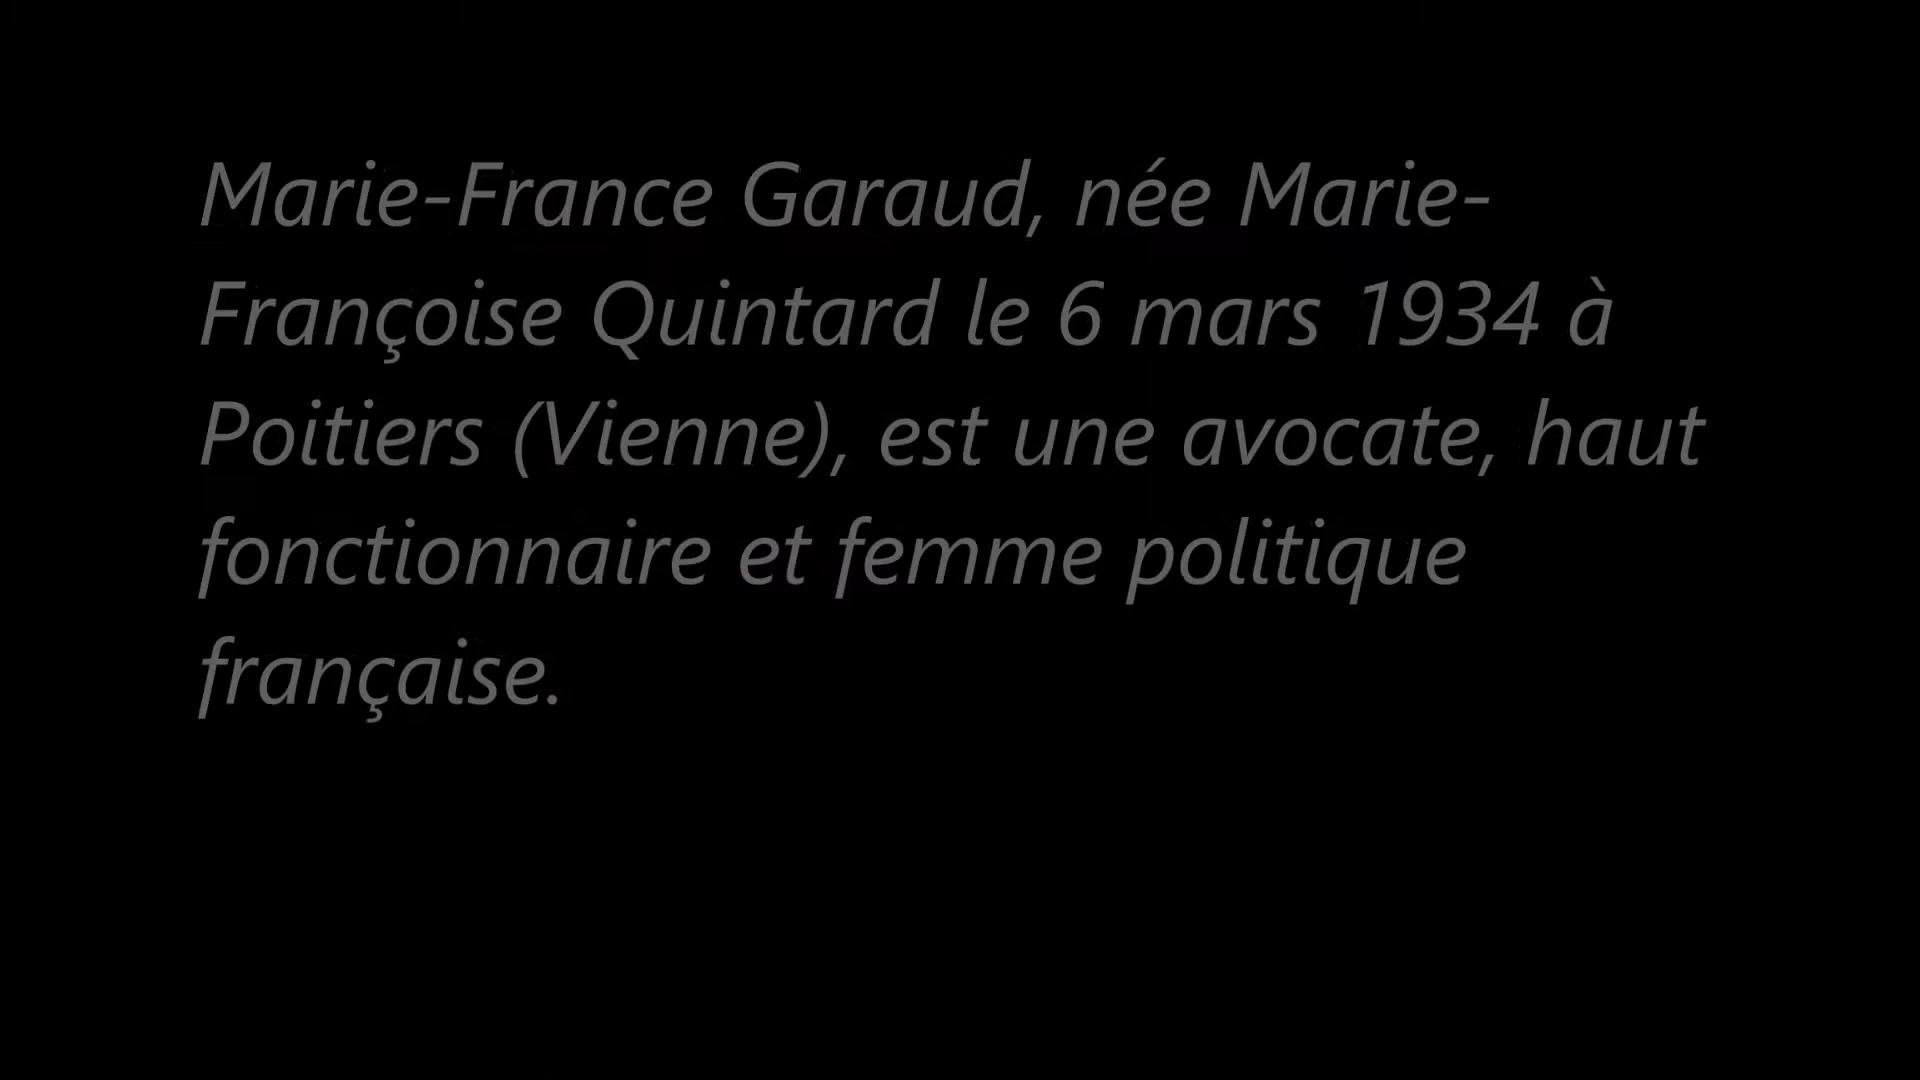 Marie-France Garaud, née Marie-
Françoise Quintard le 6 mars 1934 à
Poitiers (Vienne), est une avocate, haut
fonctionnaire et femme politique
française.